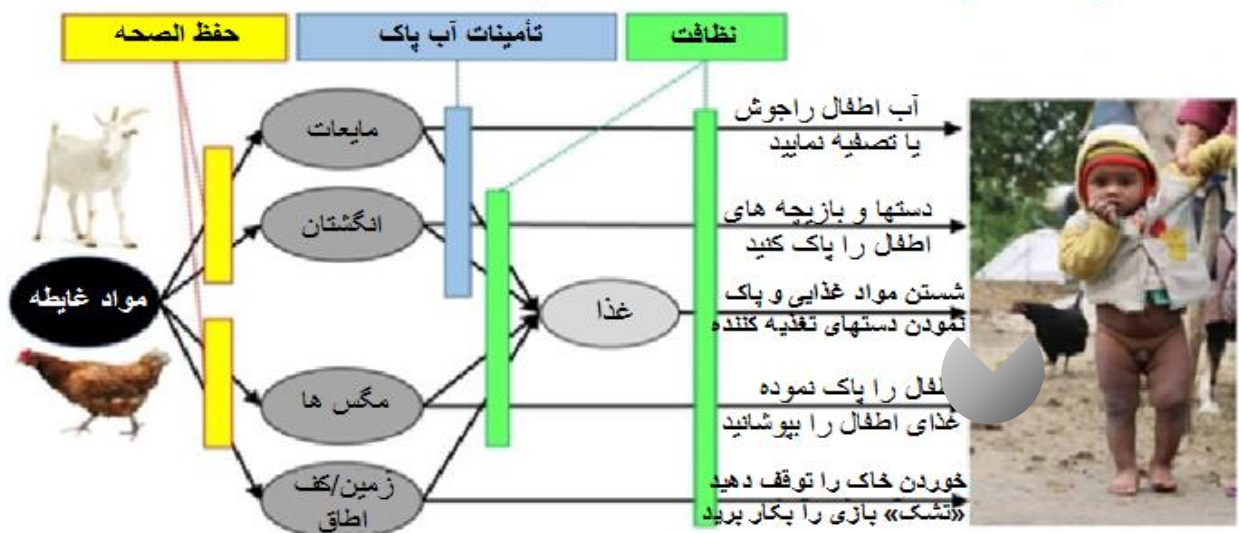 حفظ الصحه
تأمینات آب پاک
نظافت
مایعات
انگشتان
مواد غایطه
غذا
مگس ها
زمین/کف
اطاق
آب اطفال راجوش
یا تصفیه نمایید
دستها و بازیچه های
اطفال را پاک کنید
شستن مواد غذایی و پاک
نمودن دستهای تغذیه کننده
را پاک نموده
غذای اطفال را بپوشانید
خوردن خاک را توقف دهید
«تشک» بازی را بکار برید